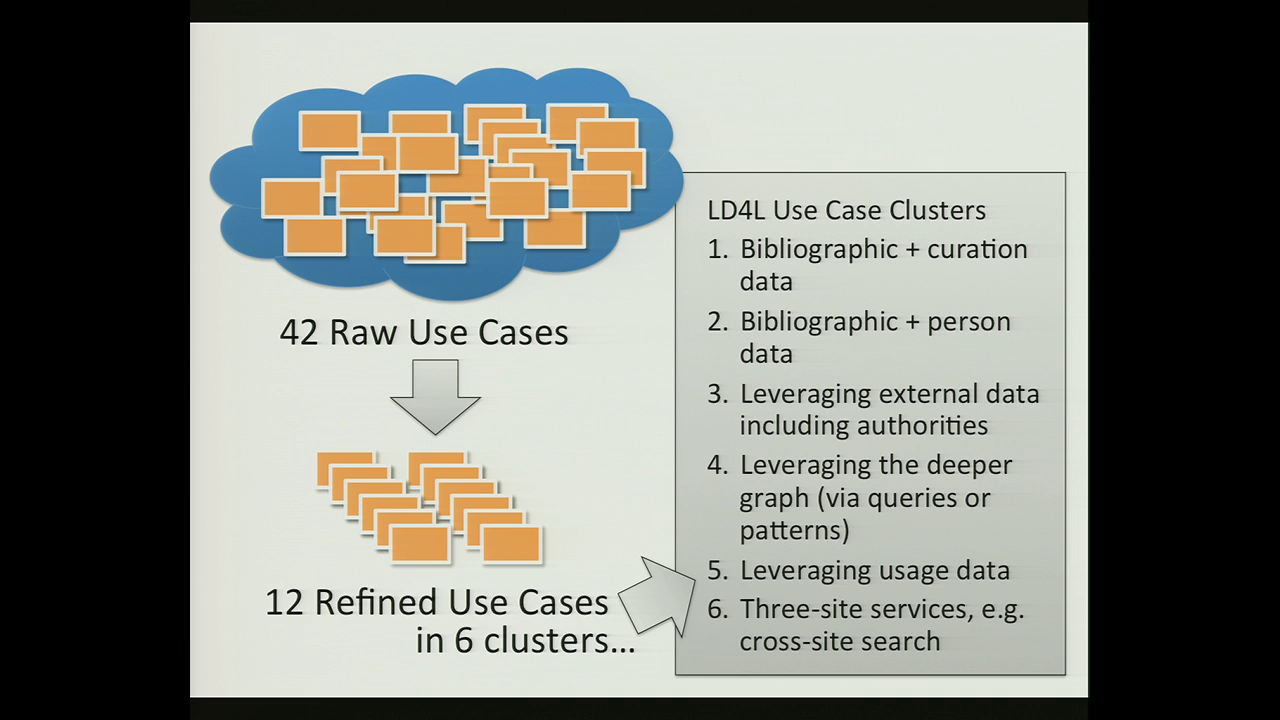 42 Raw Use Cases
12 Refined Use Cases
in 6 clusters...
LD4L Use Case Clusters
1. Bibliographic + curation
data
2. Bibliographic + person
data
3. Leveraging external data
including authorities
4. Leveraging the deeper
graph (via queries or
patterns)
5. Leveraging usage data
6. Three-site services, e.g.
cross-site search